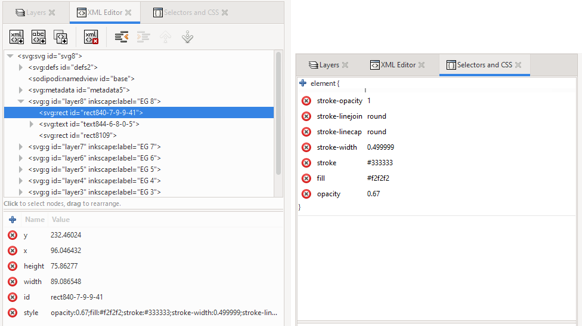 Layers
XML Editor
Selectors and CSS
<svg:svg id="svg8">
<svg:defs id="defs2">
<sodipodi:namedview id="base">
<svg:metadata id="metadata5">
<svg:g id="layer8" inkscape:label="EG 8">
<svg:rect id="rect840-7-9-9-41">
<svg:text id="text844-6-8-0-5">
<svg:rect id="rect8109">
<svg:g id="layer7" inkscape:label="EG 7">
<svg:g id="layer6" inkscape:label="EG 6">
<svg:g id="layer5" inkscape:label="EG 5">
<svg:g id="layer4" inkscape:label="EG 4">
<svg:g id="layer3" inkscape:label="EG 3">
Click to select nodes, drag to rearrange.
Name Value
y 232.46024
x 96.046432
height 75.86277
width 89.086548
id rect840-7-9-9-41
style opacity:0.67;fill:#f2f2f2;stroke:#333333;stroke-width:0.499999;stroke-lin...
Layers
XML Editor
Selectors and CSS
element {
stroke-opacity 1
stroke-linejoin round
stroke-linecap round
stroke-width 0.499999
stroke #333333
fill #f2f2f2
opacity 0.67
}